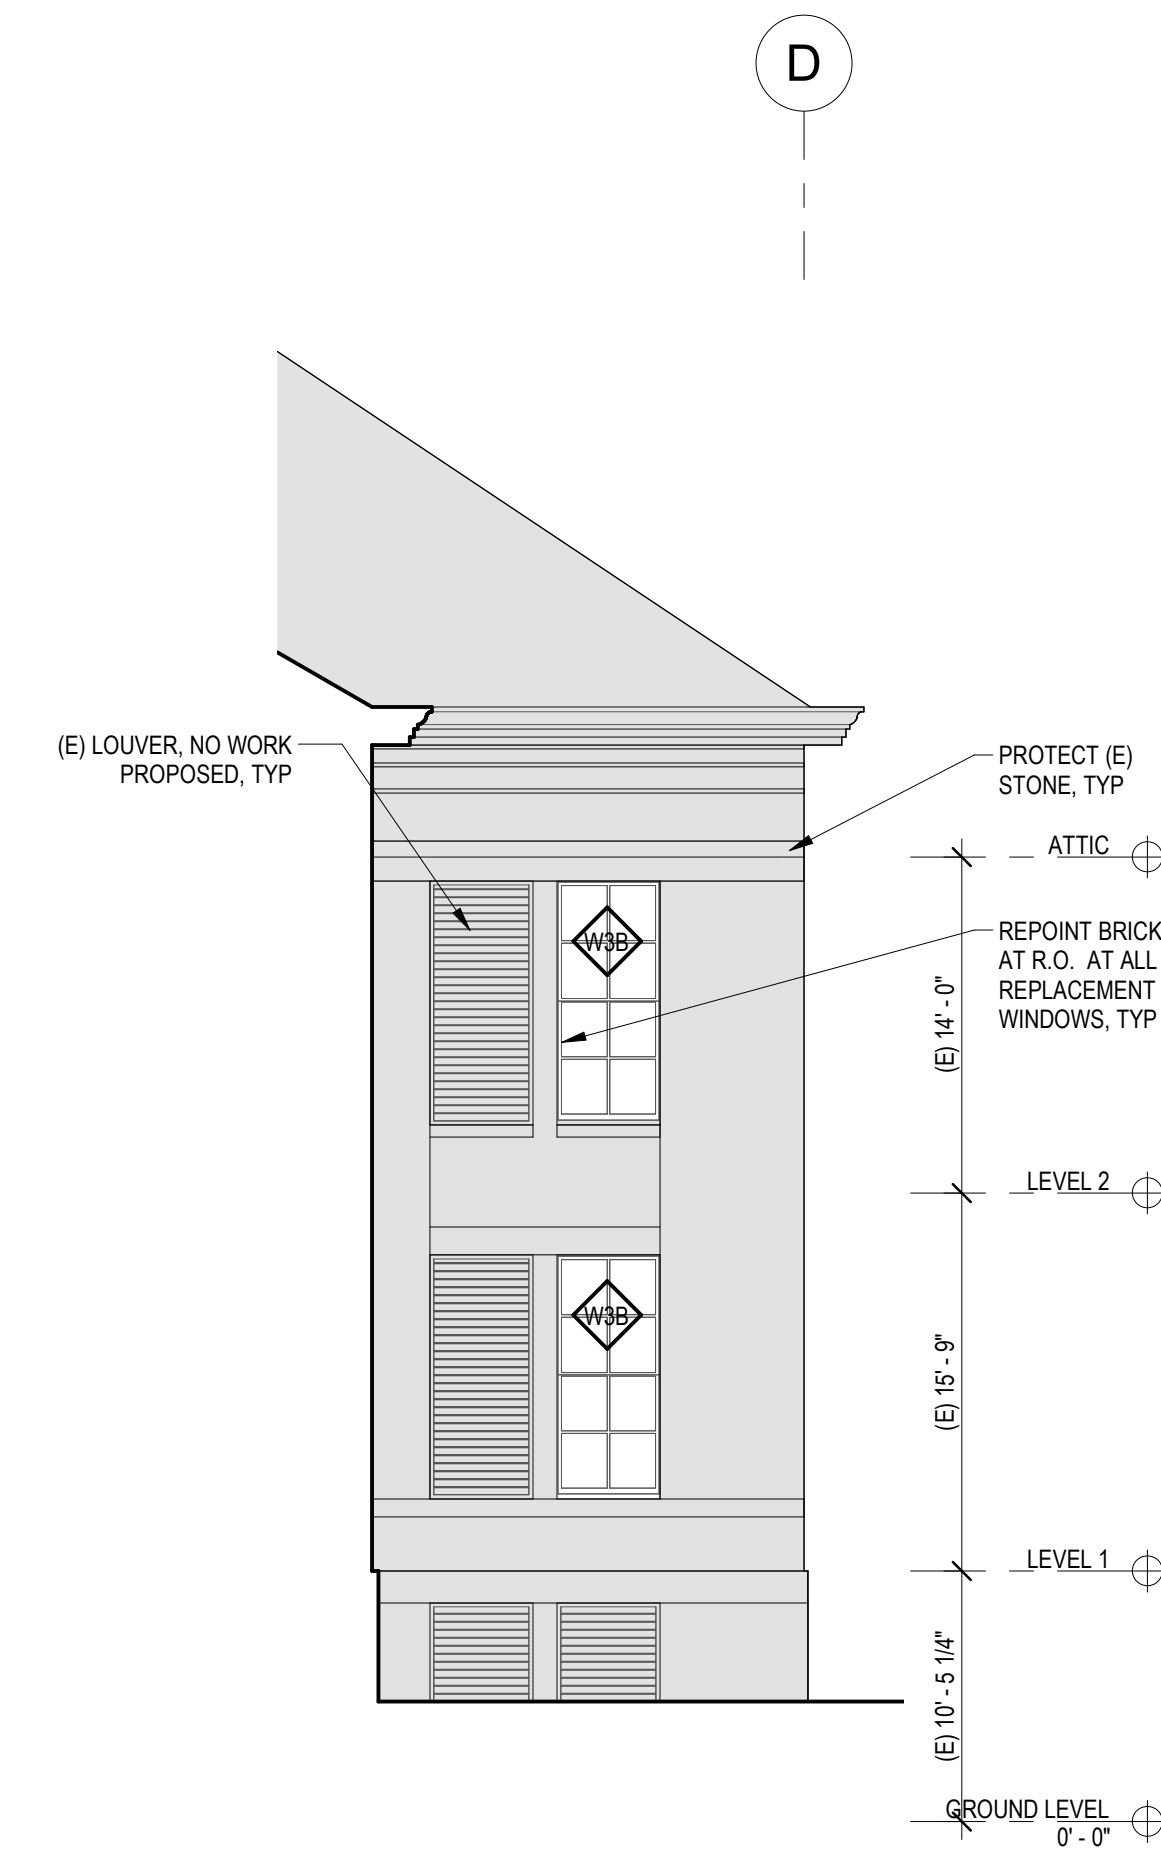 D
(E) LOUVER, NO WORK
PROPOSED, TYP
PROTECT (E)
STONE, TYP
ATTIC
W3B
REPOINT BRICK
AT R.O. AT ALL
REPLACEMENT
WINDOWS, TYP
(E) 14' - 0"
LEVEL 2
W3B
(E) 15' - 9"
LEVEL 1
(E) 10' - 5 1/4"
GROUND LEVEL
0' - 0"